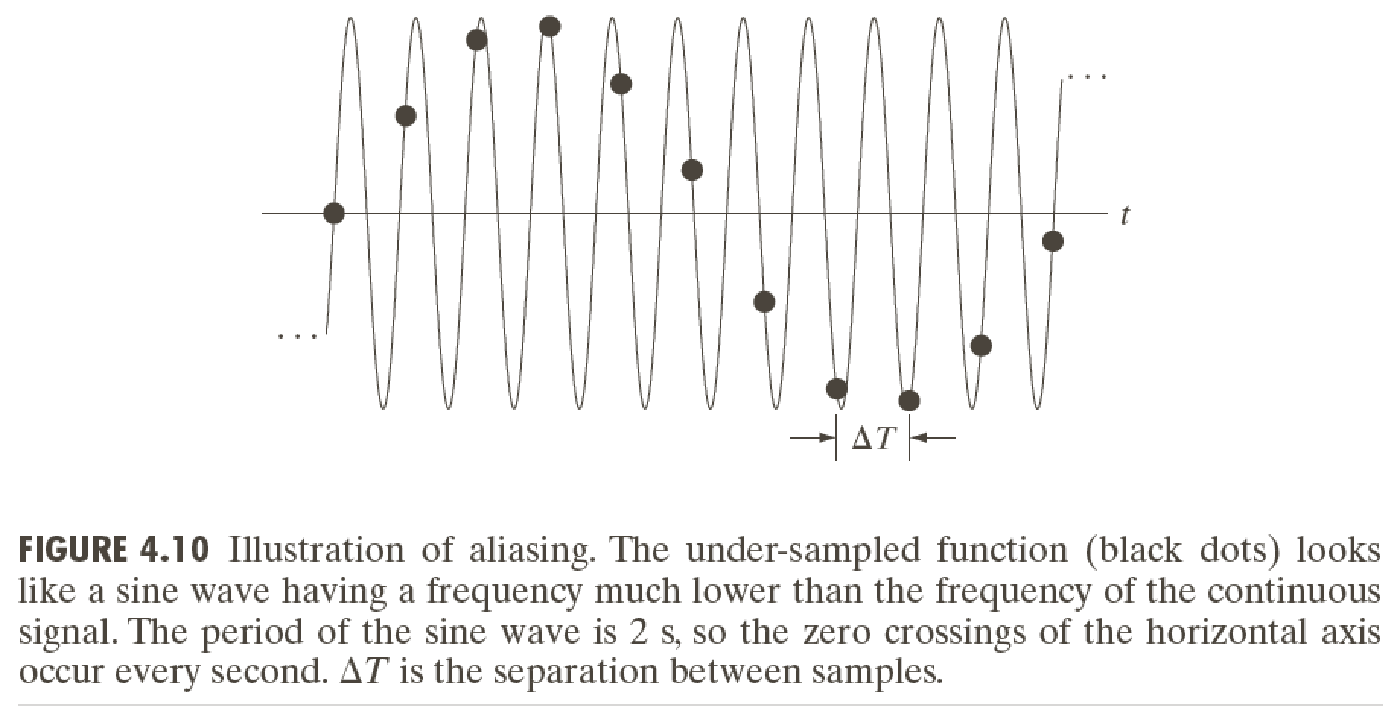 ...
t
...
ΔT
FIGURE 4.10 Illustration of aliasing. The under-sampled function (black dots) looks
like a sine wave having a frequency much lower than the frequency of the continuous
signal. The period of the sine wave is 2 s, so the zero crossings of the horizontal axis
occur every second. ΔT is the separation between samples.